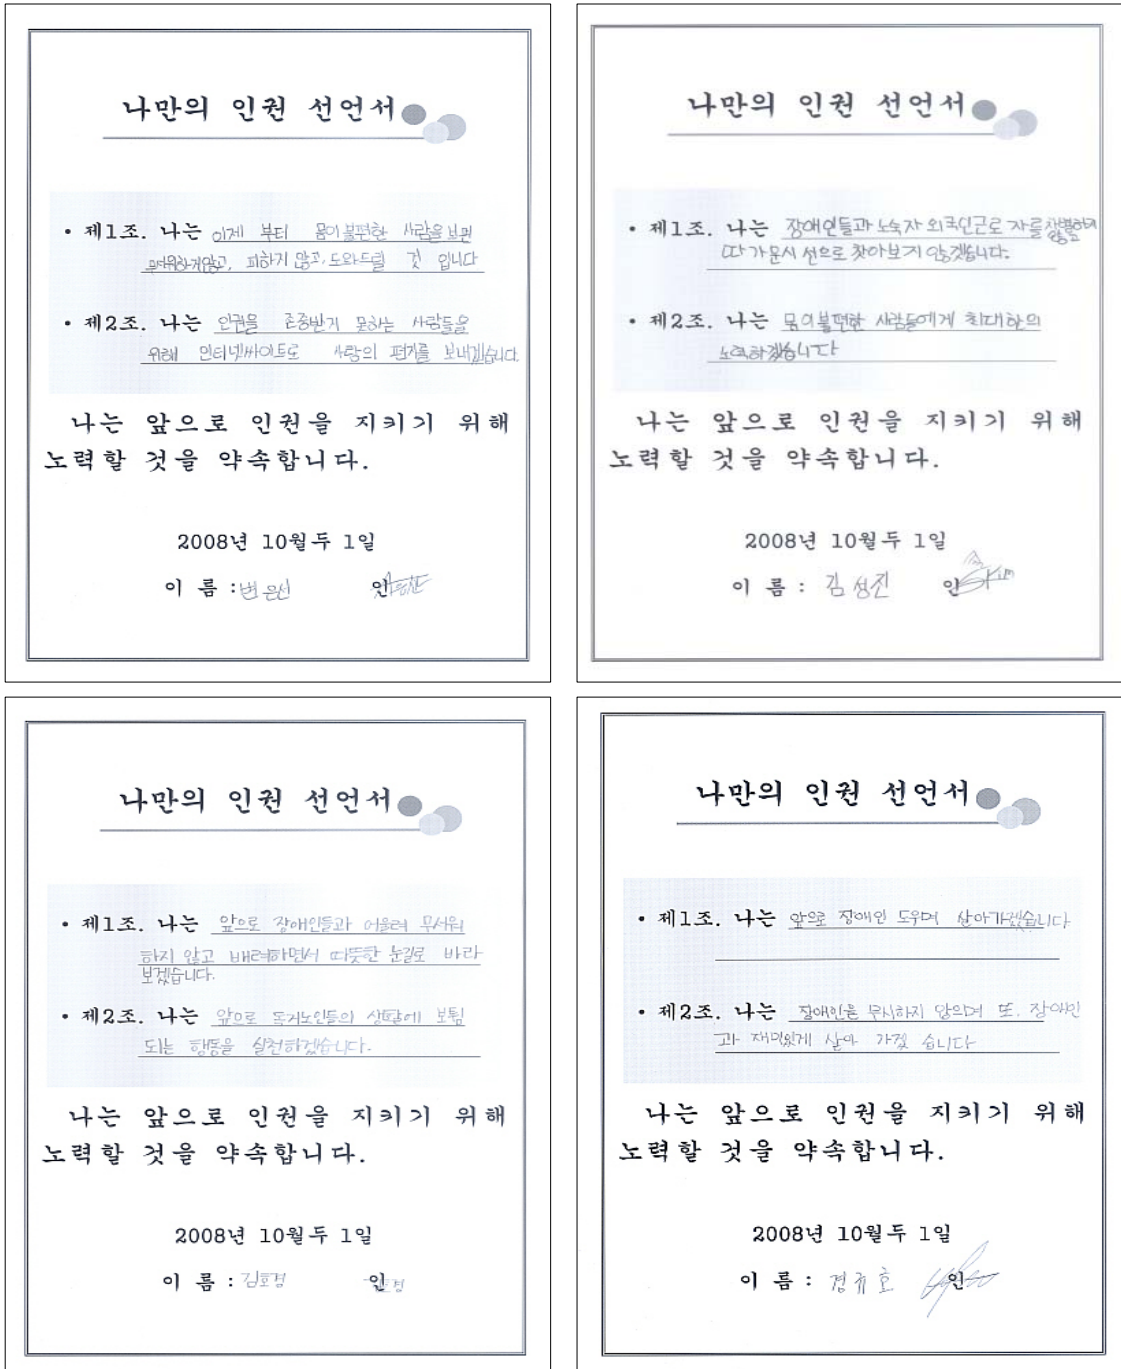 나만의 인권 선언서
• 제1조. 나는 이제 부터 몸이불편한 사람을 보면
무서워하지않고, 피하지 않고, 도와드릴 것 입니다
• 제2조. 나는 인권을 존중받지 못하는 사람들을
위해 인터넷싸이트로 사랑의 편지를 보내겠습니다.
나는 앞으로 인권을 지키기 위해
노력할 것을 약속합니다.
2008년 10월두 1일
이 름 : 변은선 인
나만의 인권 선언서
• 제1조. 나는 장애인들과 노숙자 외국인근로 자를 차별하지 않고
따가운시 선으로 찾아보지 않겠습니다.
• 제2조. 나는 몸이불편한 사람들에게 최대한의
노력하겠습니다
나는 앞으로 인권을 지키기 위해
노력할 것을 약속합니다.
2008년 10월두 1일
이 름 : 김성진 인 Kim
나만의 인권 선언서
• 제1조. 나는 앞으로 장애인들과 어울려 무서워
하지 않고 배려하면서 따뜻한 눈길로 바라
보겠습니다.
• 제2조. 나는 앞으로 독거노인들의 생활에 보탬
되는 행동을 실천하겠습니다.
나는 앞으로 인권을 지키기 위해
노력할 것을 약속합니다.
2008년 10월두 1일
이 름 : 김효경 인
나만의 인권 선언서
• 제1조. 나는 앞으로 장애인 도우며 살아가겠습니다
• 제2조. 나는 장애인을 무시하지 않으며 또, 장애인
과 재미있게 살아 가겠 습니다
나는 앞으로 인권을 지키기 위해
노력할 것을 약속합니다.
2008년 10월두 1일
이 름 : 경규호 인